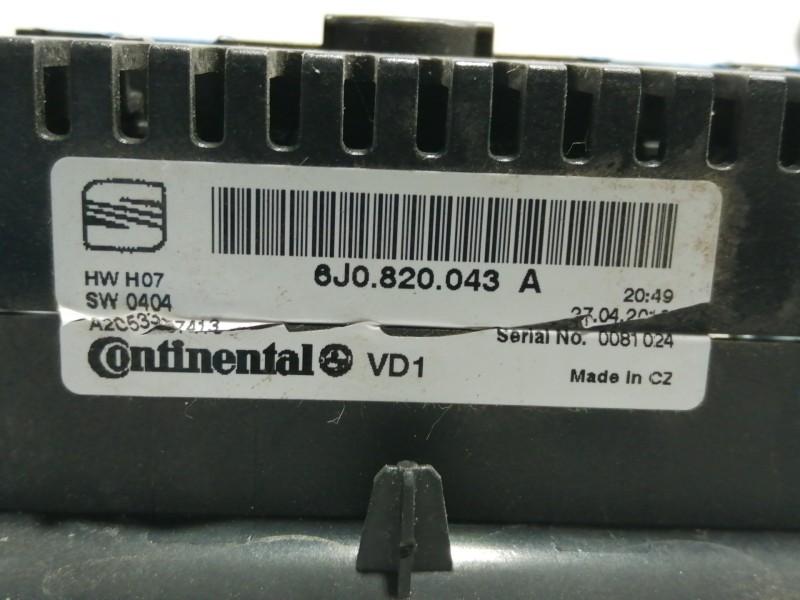 6J0.820.043 A
HW H07
SW 0404
20:49
Serial No. 0081024
Continental VD1
Made in CZ